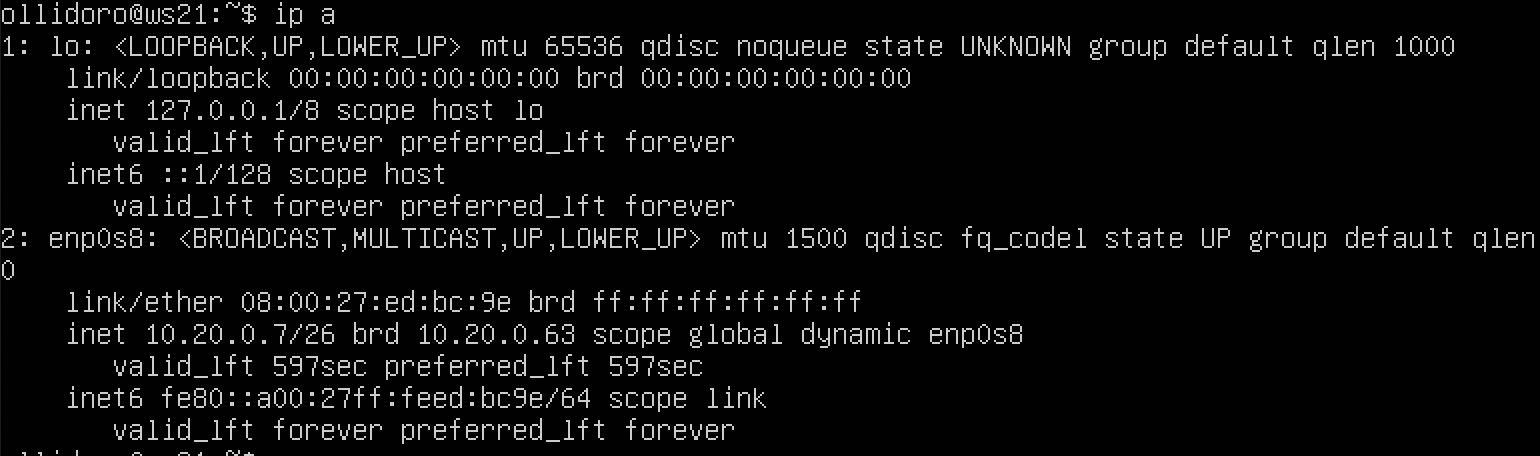 ollidoro@ws21:~$ ip a
1: lo: <LOOPBACK,UP,LOWER_UP> mtu 65536 qdisc noqueue state UNKNOWN group default qlen 1000
    link/loopback 00:00:00:00:00:00 brd 00:00:00:00:00:00
    inet 127.0.0.1/8 scope host lo
       valid_lft forever preferred_lft forever
    inet6 ::1/128 scope host
       valid_lft forever preferred_lft forever
2: enp0s8: <BROADCAST,MULTICAST,UP,LOWER_UP> mtu 1500 qdisc fq_codel state UP group default qlen
0
    link/ether 08:00:27:ed:bc:9e brd ff:ff:ff:ff:ff:ff
    inet 10.20.0.7/26 brd 10.20.0.63 scope global dynamic enp0s8
       valid_lft 597sec preferred_lft 597sec
    inet6 fe80::a00:27ff:feed:bc9e/64 scope link
       valid_lft forever preferred_lft forever